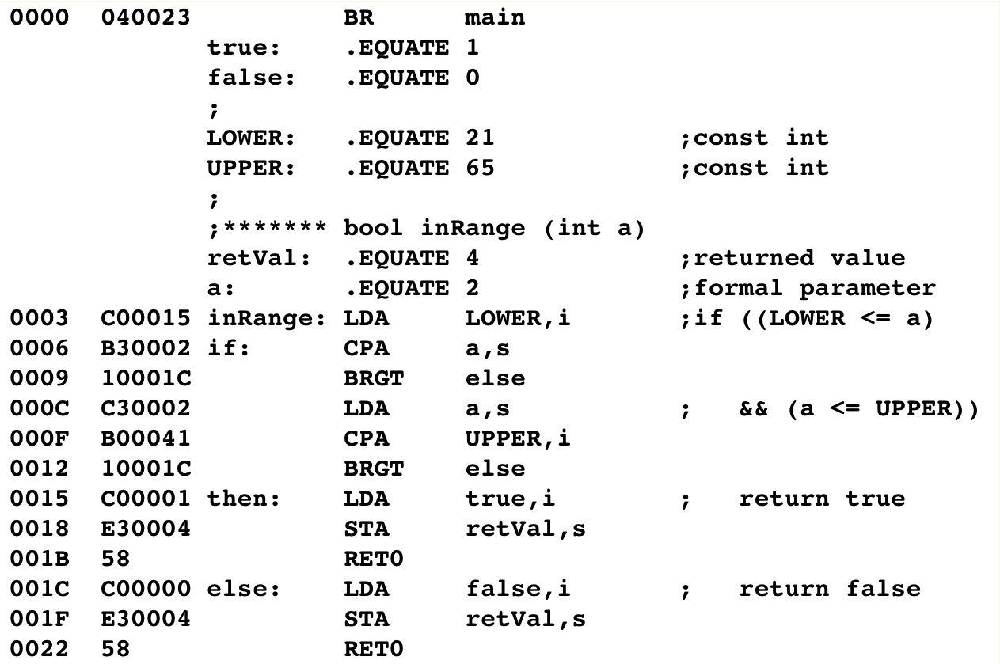 0000  040023           BR      main
               true:    .EQUATE 1
               false:   .EQUATE 0
               ;
               LOWER:   .EQUATE 21            ;const int
               UPPER:   .EQUATE 65            ;const int
               ;
               ;******* bool inRange (int a)
               retVal:  .EQUATE 4             ;returned value
               a:       .EQUATE 2             ;formal parameter
0003  C00015 inRange: LDA     LOWER,i       ;if ((LOWER <= a)
0006  B30002 if:      CPA     a,s
0009  10001C          BRGT    else
000C  C30002          LDA     a,s           ;   && (a <= UPPER))
000F  B00041          CPA     UPPER,i
0012  10001C          BRGT    else
0015  C00001 then:    LDA     true,i        ;   return true
0018  E30004          STA     retVal,s
001B  58              RET0
001C  C00000 else:    LDA     false,i       ;   return false
001F  E30004          STA     retVal,s
0022  58              RET0